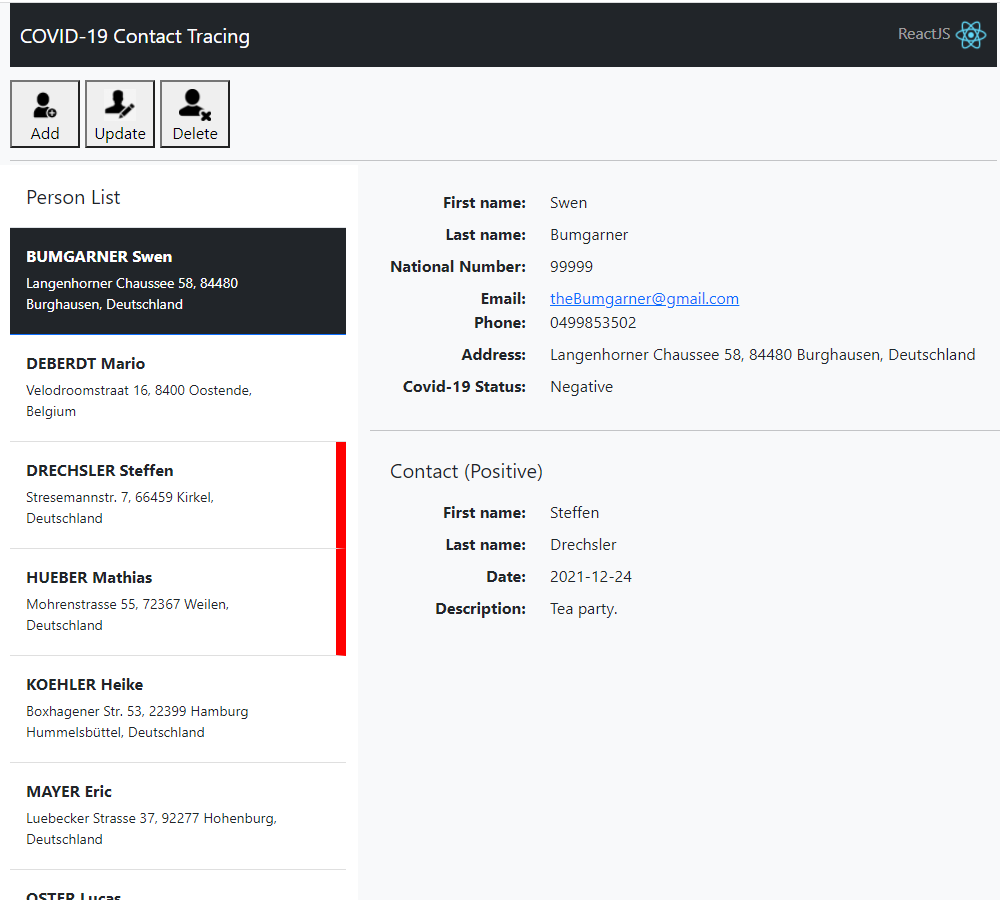 COVID-19 Contact Tracing
ReactJS
Add
Update
Delete
Person List
BUMGARNER Swen
Langenhorner Chaussee 58, 84480
Burghausen, Deutschland
DEBERDT Mario
Velodroomstraat 16, 8400 Oostende,
Belgium
DRECHSLER Steffen
Stresemannstr. 7, 66459 Kirkel,
Deutschland
HUEBER Mathias
Mohrenstrasse 55, 72367 Weilen,
Deutschland
KOEHLER Heike
Boxhagener Str. 53, 22399 Hamburg
Hummelsbüttel, Deutschland
MAYER Eric
Luebecker Strasse 37, 92277 Hohenburg,
Deutschland
OSTER Lucas
First name: Swen
Last name: Bumgarner
National Number: 99999
Email: theBumgarner@gmail.com
Phone: 0499853502
Address: Langenhorner Chaussee 58, 84480 Burghausen, Deutschland
Covid-19 Status: Negative
Contact (Positive)
First name: Steffen
Last name: Drechsler
Date: 2021-12-24
Description: Tea party.